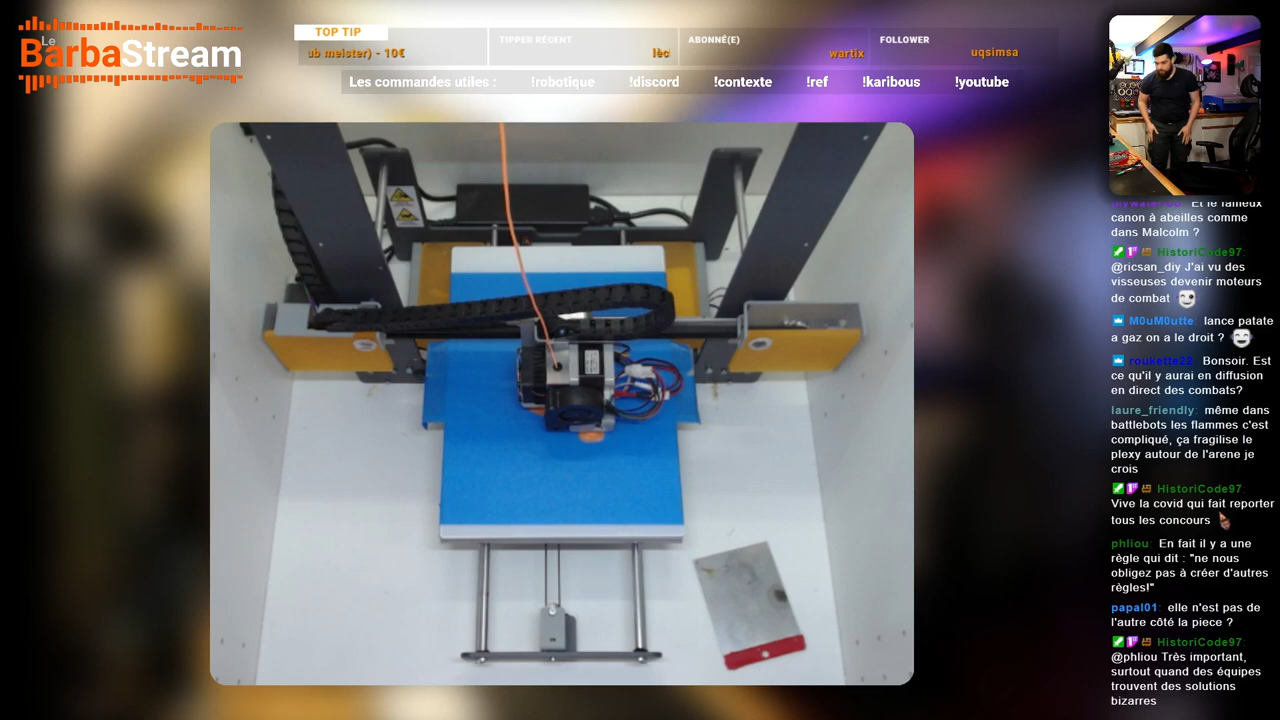 Le
BarbaStream
TOP TIP
ub meister) - 10€
TIPPER RÉCENT
lèc
ABONNÉ(E)
wartix
FOLLOWER
uqsimsa
Les commandes utiles : !robotique !discord !contexte !ref !karibous !youtube
Et le fameux
canon à abeilles comme
dans Malcolm ?
HistoriCode97:
@ricsan_diy J'ai vu des
visseuses devenir moteurs
de combat
M0uM0utte: lance patate
a gaz on a le droit ?
roukette22: Bonsoir. Est
ce qu'il y aurai en diffusion
en direct des combats?
laure_friendly: même dans
battlebots les flammes c'est
compliqué, ça fragilise le
plexy autour de l'arene je
crois
HistoriCode97:
Vive la covid qui fait reporter
tous les concours
phliou: En fait il y a une
règle qui dit : "ne nous
obligez pas à créer d'autres
règles!"
papal01: elle n'est pas de
l'autre côté la piece ?
HistoriCode97:
@phliou Très important,
surtout quand des équipes
trouvent des solutions
bizarres